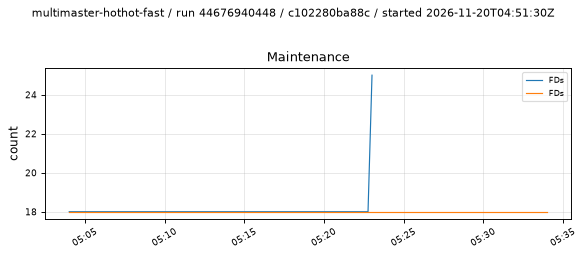 multimaster-hothot-fast / run 44676940448 / c102280ba88c / started 2026-11-20T04:51:30Z
Maintenance
FDs
FDs
count
24
22
20
18
05:05
05:10
05:15
05:20
05:25
05:30
05:35